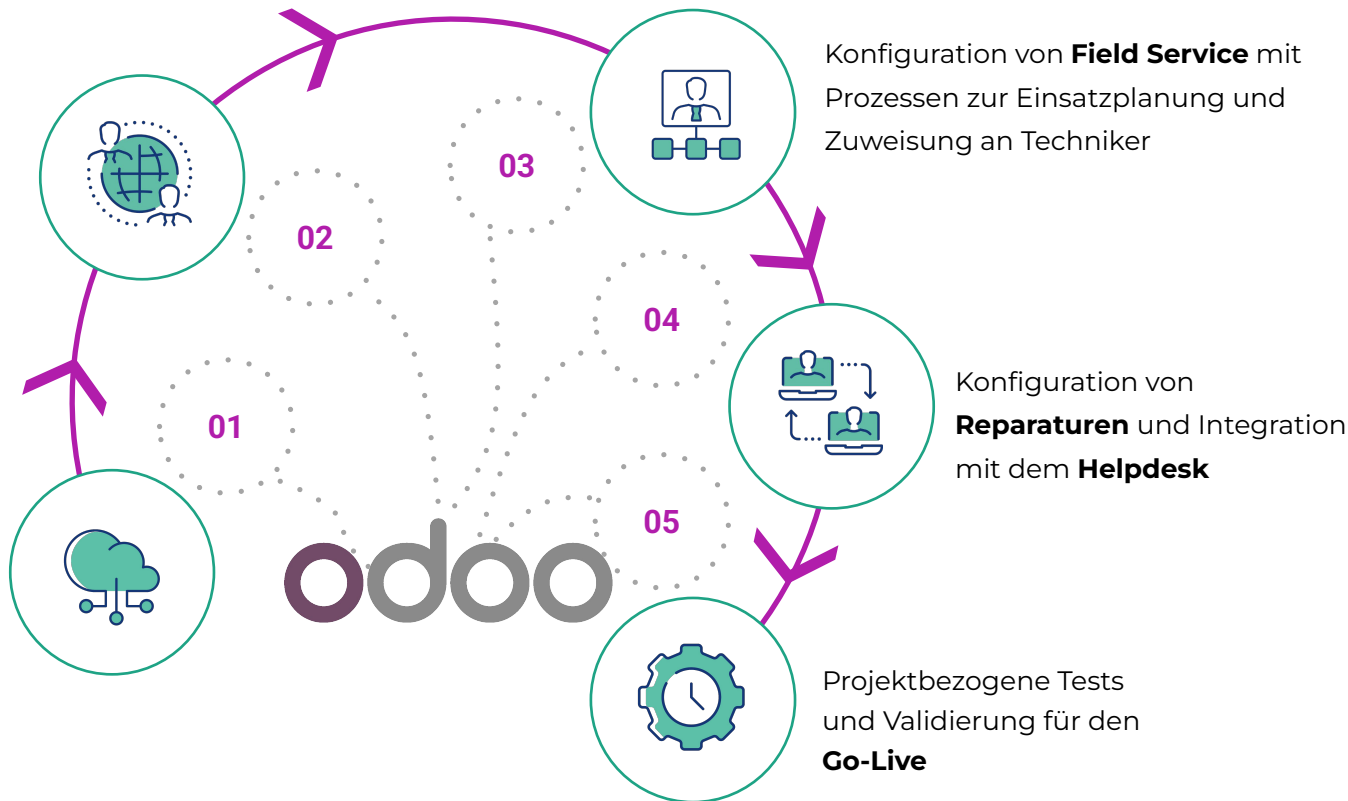 Konfiguration von Field Service mit
Prozessen zur Einsatzplanung und
Zuweisung an Techniker
03
02
04
01
Konfiguration von
Reparaturen und Integration
mit dem Helpdesk
05
odoo
Projektbezogene Tests
und Validierung für den
Go-Live